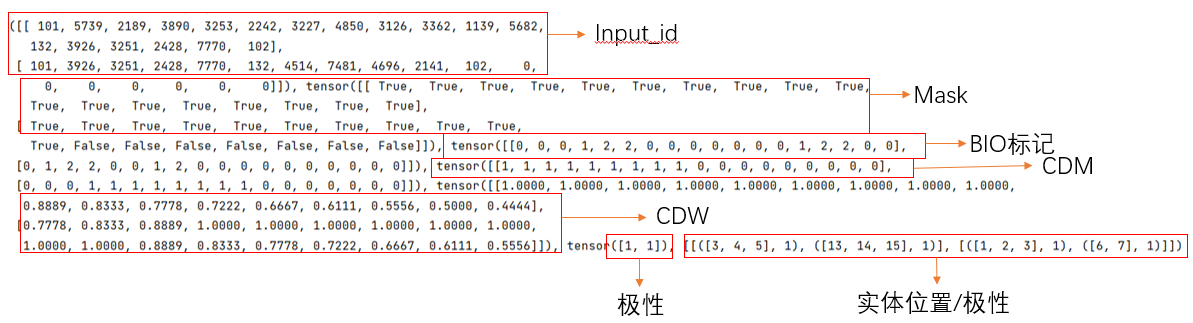 ([[ 101, 5739, 2189, 3890, 3253, 2242, 3227, 4850, 3126, 3362, 1139, 5682,
Input_id
132, 3926, 3251, 2428, 7770, 102],
[ 101, 3926, 3251, 2428, 7770, 132, 4514, 7481, 4696, 2141, 102, 0,
0, 0, 0, 0, 0, 0]]), tensor([[ True, True, True, True, True, True, True, True, True, True,
Mask
True, True, True, True, True, True, True, True],
[ True, True, True, True, True, True, True, True, True, True,
True, False, False, False, False, False, False, False]]), tensor([[0, 0, 0, 1, 2, 2, 0, 0, 0, 0, 0, 0, 0, 1, 2, 2, 0, 0],
BIO标记
[0, 1, 2, 2, 0, 0, 1, 2, 0, 0, 0, 0, 0, 0, 0, 0, 0, 0]]), tensor([[1, 1, 1, 1, 1, 1, 1, 1, 1, 0, 0, 0, 0, 0, 0, 0, 0, 0],
CDM
[0, 0, 0, 1, 1, 1, 1, 1, 1, 1, 1, 0, 0, 0, 0, 0, 0, 0]]), tensor([[1.0000, 1.0000, 1.0000, 1.0000, 1.0000, 1.0000, 1.0000, 1.0000, 1.0000,
0.8889, 0.8333, 0.7778, 0.7222, 0.6667, 0.6111, 0.5556, 0.5000, 0.4444],
CDW
[0.7778, 0.8333, 0.8889, 1.0000, 1.0000, 1.0000, 1.0000, 1.0000, 1.0000,
1.0000, 1.0000, 0.8889, 0.8333, 0.7778, 0.7222, 0.6667, 0.6111, 0.5556]]), tensor([1, 1]), [[([3, 4, 5], 1), ([13, 14, 15], 1)], [([1, 2, 3], 1), ([6, 7], 1)]])
极性
实体位置/极性